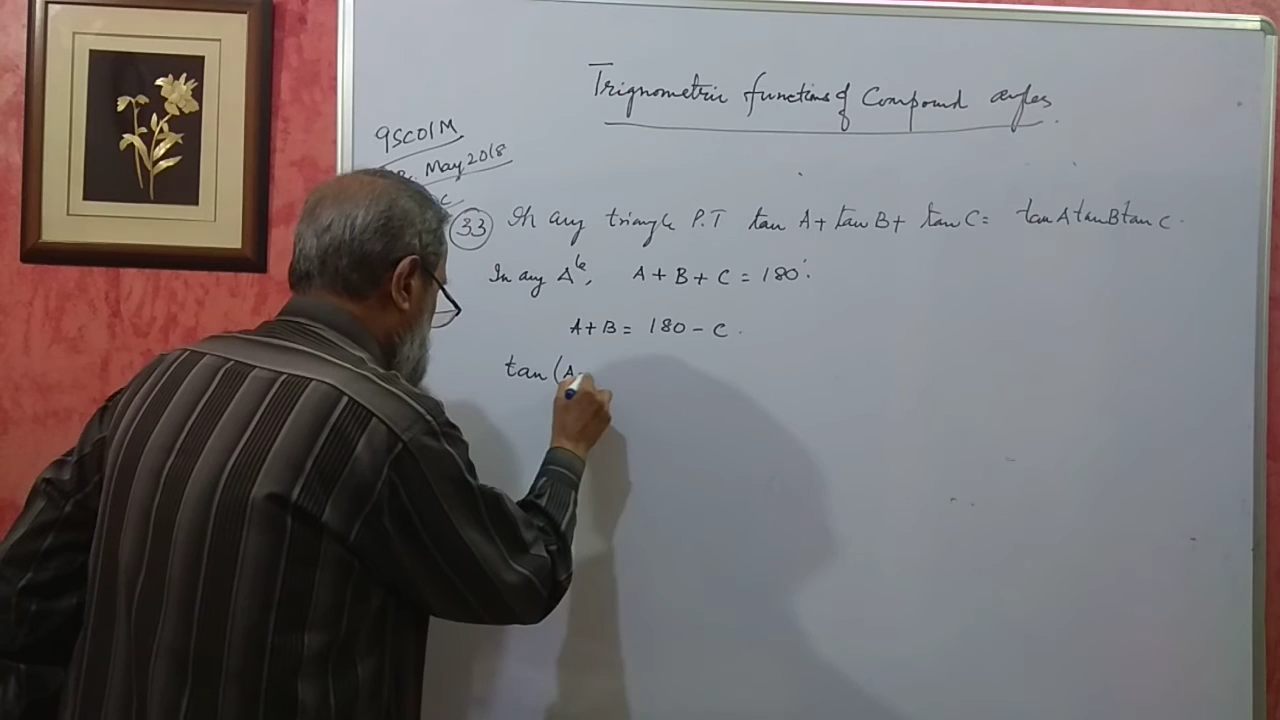 Trignometric functions of Compound angles.
9SC01M
May 2018
33 In any triangle P.T tan A + tan B + tan C = tan A tan B tan C.
In any Δle, A + B + C = 180°.
A + B = 180 - C.
tan (A